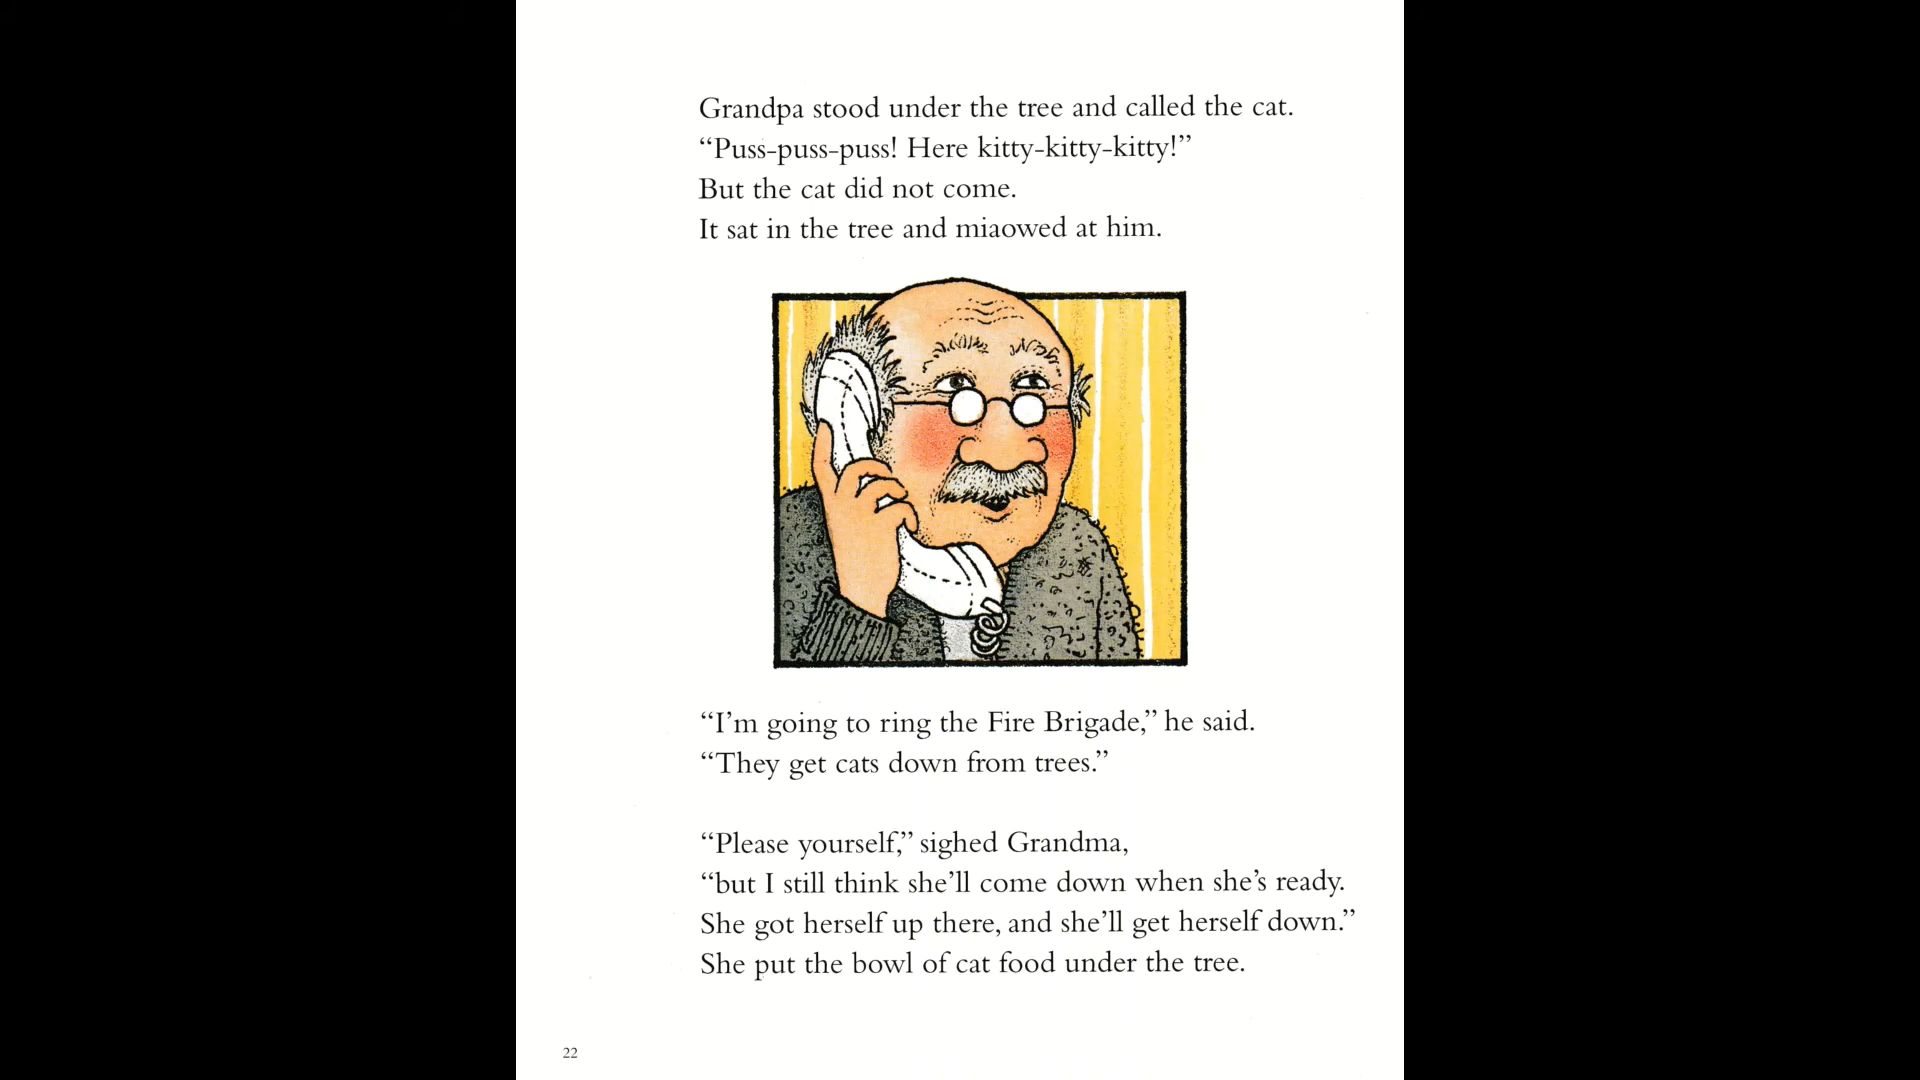 Grandpa stood under the tree and called the cat.
“Puss-puss-puss! Here kitty-kitty-kitty!”
But the cat did not come.
It sat in the tree and miaowed at him.
“I’m going to ring the Fire Brigade,” he said.
“They get cats down from trees.”
“Please yourself,” sighed Grandma,
“but I still think she’ll come down when she’s ready.
She got herself up there, and she’ll get herself down.”
She put the bowl of cat food under the tree.
22